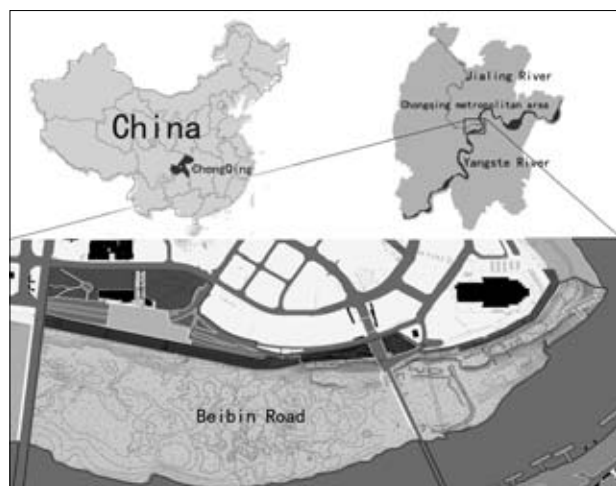 China
ChongQing
Jialing River
Chongqing metropolitan area
Yangste River
Beibin Road